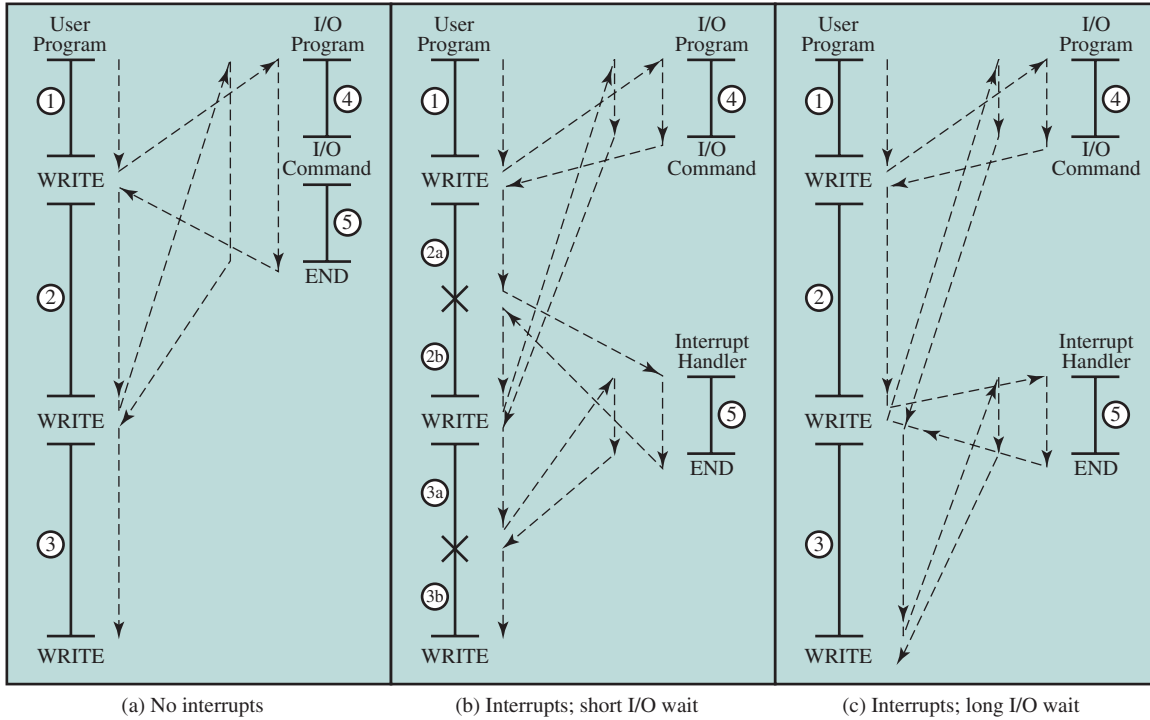 User
Program
I/O
Program
1
4
WRITE
I/O
Command
5
END
2
WRITE
3
WRITE
(a) No interrupts
User
Program
I/O
Program
1
4
WRITE
I/O
Command
2a
2b
Interrupt
Handler
5
WRITE
END
3a
3b
WRITE
(b) Interrupts; short I/O wait
User
Program
I/O
Program
1
4
WRITE
I/O
Command
2
Interrupt
Handler
5
WRITE
END
3
WRITE
(c) Interrupts; long I/O wait